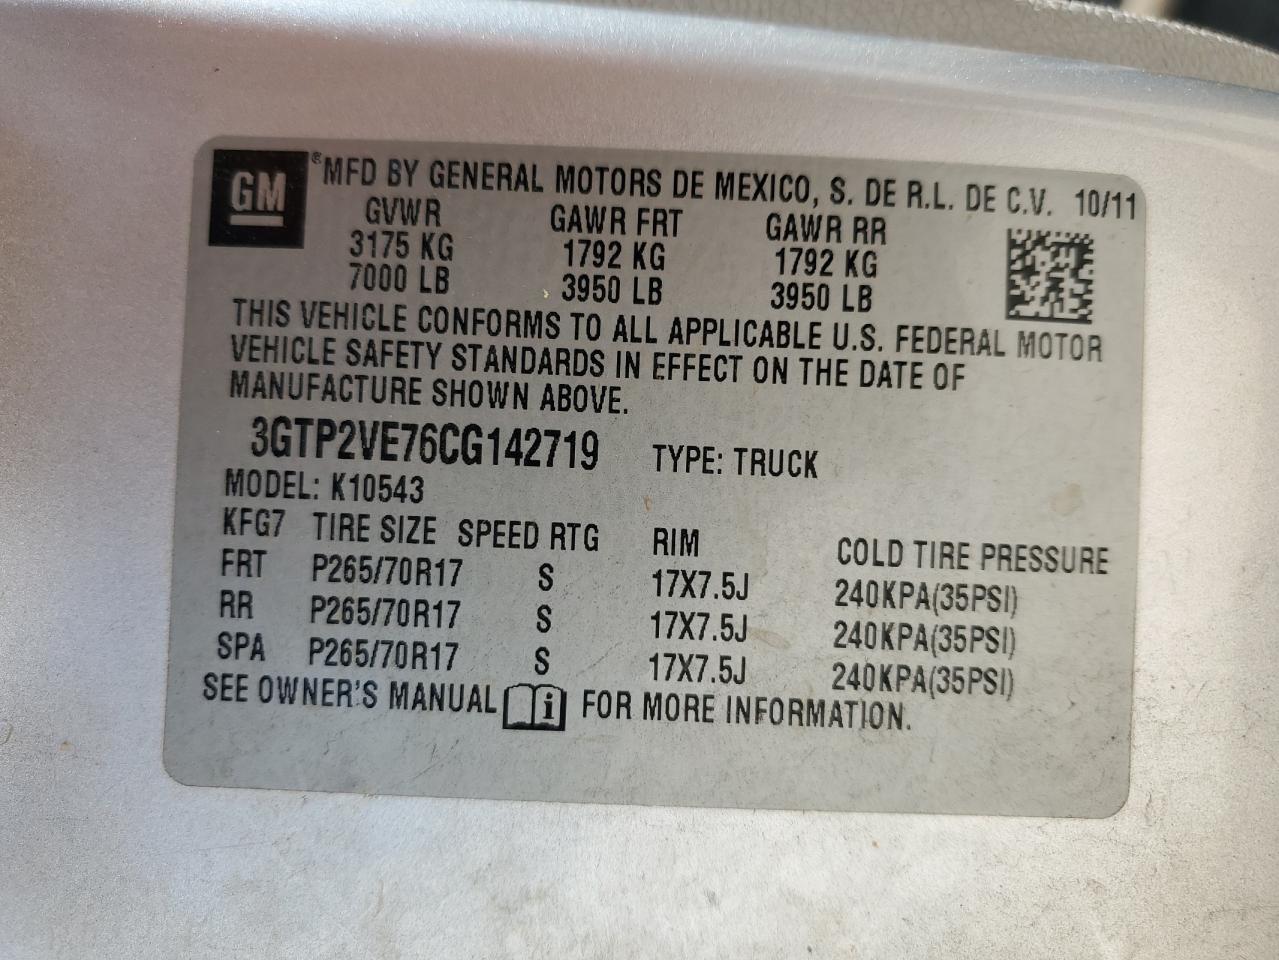 GM ® MFD BY GENERAL MOTORS DE MEXICO, S. DE R.L. DE C.V. 10/11
GVWR GAWR FRT GAWR RR
3175 KG 1792 KG 1792 KG
7000 LB 3950 LB 3950 LB
THIS VEHICLE CONFORMS TO ALL APPLICABLE U.S. FEDERAL MOTOR
VEHICLE SAFETY STANDARDS IN EFFECT ON THE DATE OF
MANUFACTURE SHOWN ABOVE.
3GTP2VE76CG142719 TYPE: TRUCK
MODEL: K10543
KFG7 TIRE SIZE SPEED RTG RIM COLD TIRE PRESSURE
FRT P265/70R17 S 17X7.5J 240KPA(35PSI)
RR P265/70R17 S 17X7.5J 240KPA(35PSI)
SPA P265/70R17 S 17X7.5J 240KPA(35PSI)
SEE OWNER'S MANUAL i FOR MORE INFORMATION.